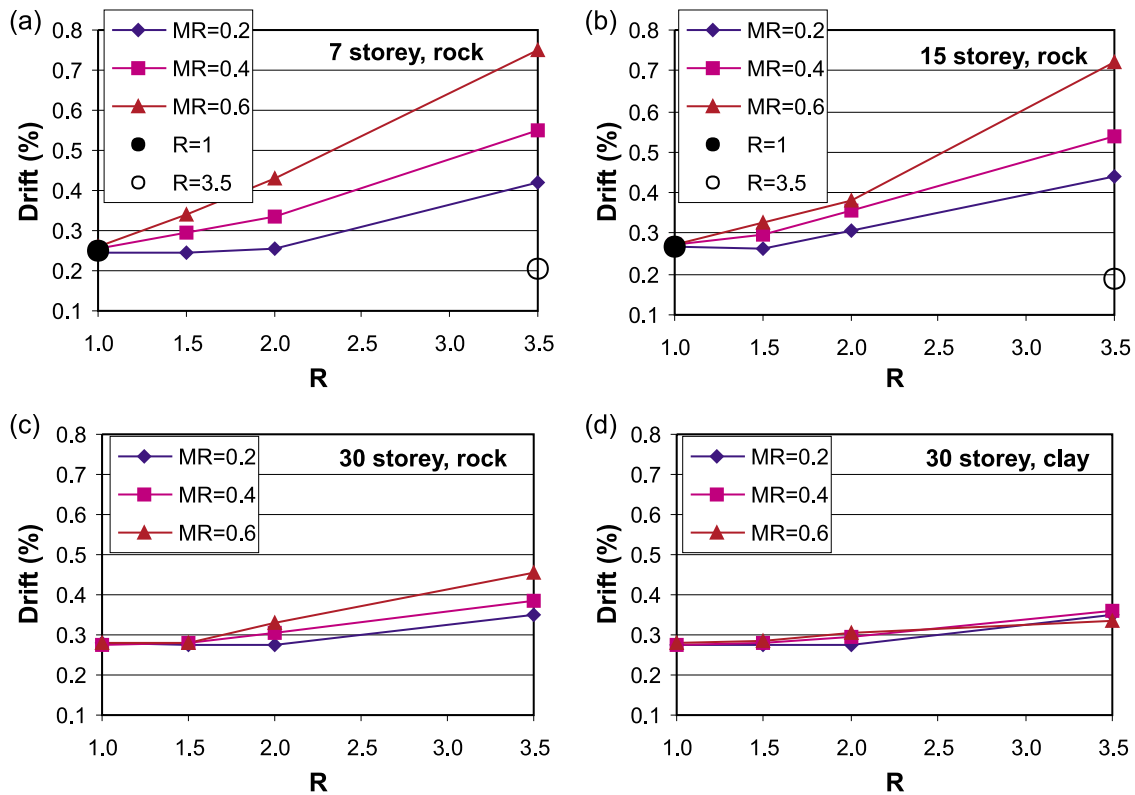 (a)
0.8
0.7
0.6
0.5
0.4
0.3
0.2
0.1
Drift (%)
MR=0.2
MR=0.4
MR=0.6
R=1
R=3.5
7 storey, rock
1.0 1.5 2.0 2.5 3.0 3.5
R
(b)
0.8
0.7
0.6
0.5
0.4
0.3
0.2
0.1
Drift (%)
MR=0.2
MR=0.4
MR=0.6
R=1
R=3.5
15 storey, rock
1.0 1.5 2.0 2.5 3.0 3.5
R
(c)
0.8
0.7
0.6
0.5
0.4
0.3
0.2
0.1
Drift (%)
MR=0.2
MR=0.4
MR=0.6
30 storey, rock
1.0 1.5 2.0 2.5 3.0 3.5
R
(d)
0.8
0.7
0.6
0.5
0.4
0.3
0.2
0.1
Drift (%)
MR=0.2
MR=0.4
MR=0.6
30 storey, clay
1.0 1.5 2.0 2.5 3.0 3.5
R